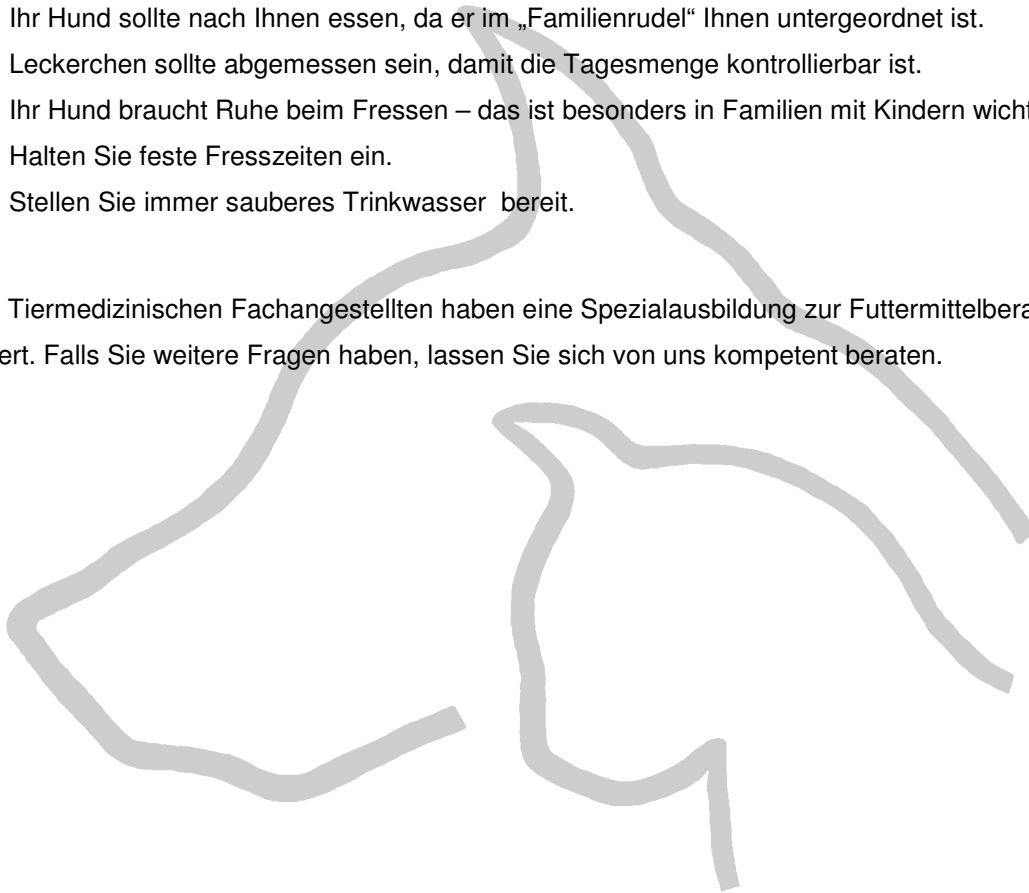 Ihr Hund sollte nach Ihnen essen, da er im „Familienrudel“ Ihnen untergeordnet ist.
Leckerchen sollte abgemessen sein, damit die Tagesmenge kontrollierbar ist.
Ihr Hund braucht Ruhe beim Fressen – das ist besonders in Familien mit Kindern wicht
Halten Sie feste Fresszeiten ein.
Stellen Sie immer sauberes Trinkwasser bereit.
Tiermedizinischen Fachangestellten haben eine Spezialausbildung zur Futtermittelbera
ert. Falls Sie weitere Fragen haben, lassen Sie sich von uns kompetent beraten.